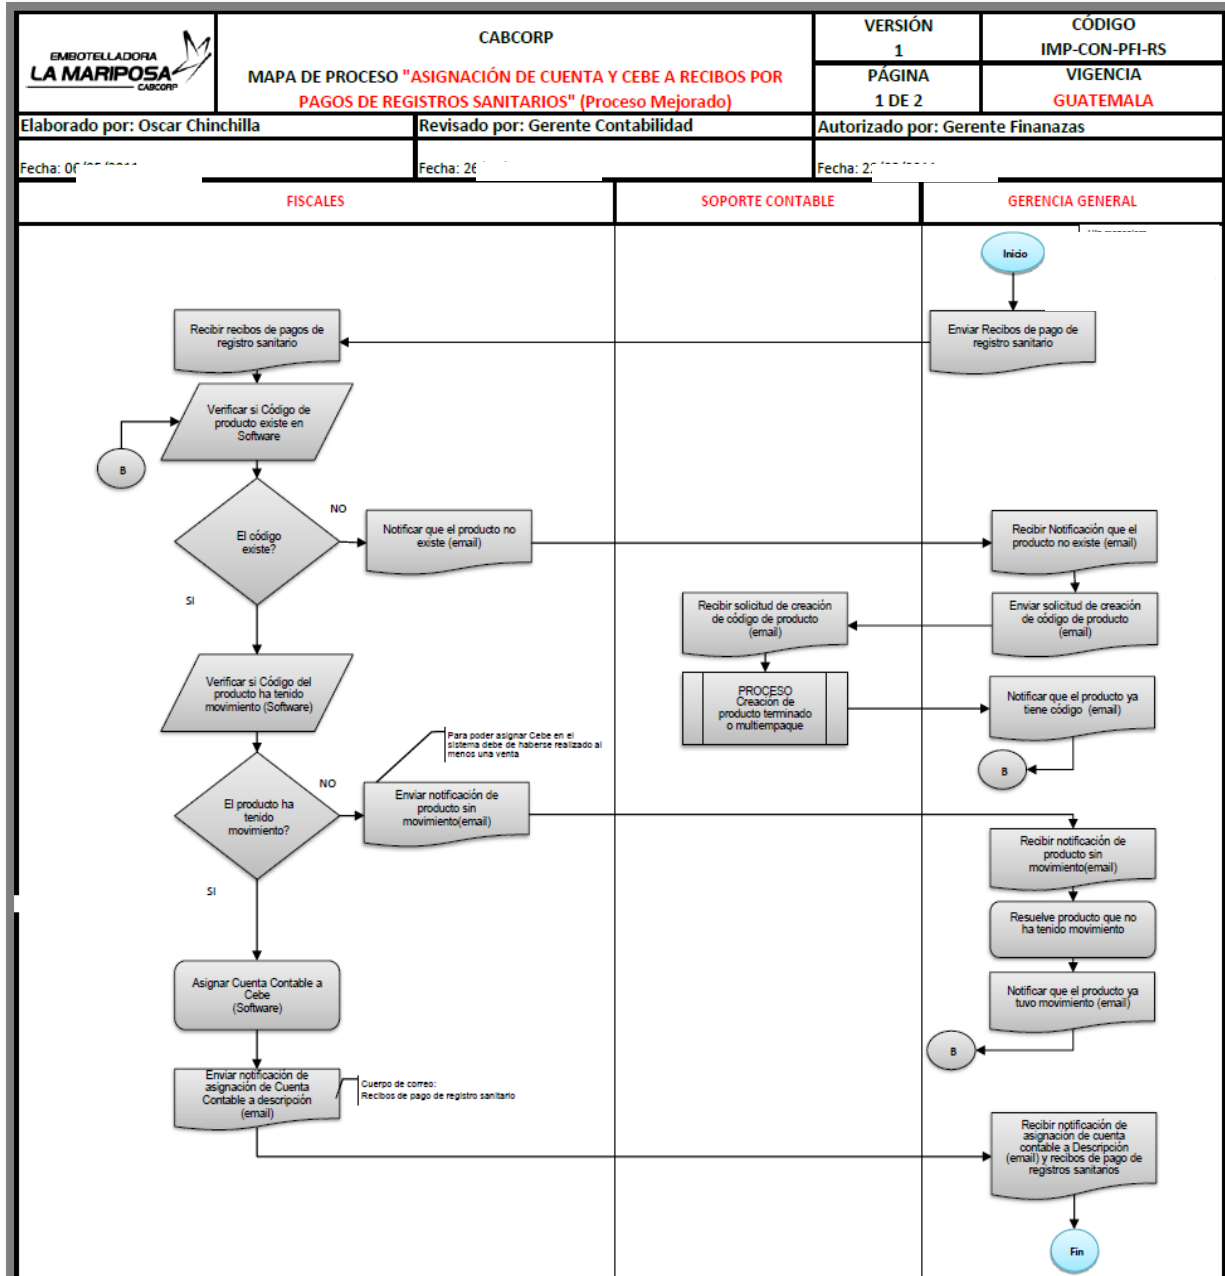 EMBOTELLADORA
LA MARIPOSA
CABCORP
CABCORP
MAPA DE PROCESO "ASIGNACIÓN DE CUENTA Y CEBE A RECIBOS POR
PAGOS DE REGISTROS SANITARIOS" (Proceso Mejorado)
VERSIÓN
1
CÓDIGO
IMP-CON-PFI-RS
PÁGINA
1 DE 2
VIGENCIA
GUATEMALA
Elaborado por: Oscar Chinchilla
Revisado por: Gerente Contabilidad
Autorizado por: Gerente Finanazas
Fecha:
Fecha: 26
Fecha:
FISCALES
SOPORTE CONTABLE
GERENCIA GENERAL
Inicio
Recibir recibos de pagos de
registro sanitario
Enviar Recibos de pago de
registro sanitario
Verificar si Código de
producto existe en
Software
B
El código
existe?
NO
SI
Notificar que el producto no
existe (email)
Recibir Notificación que el
producto no existe (email)
Recibir solicitud de creación
de código de producto
(email)
Enviar solicitud de creación
de código de producto
(email)
Verificar si Código del
producto ha tenido
movimiento (Software)
PROCESO
Creación de
producto terminado
o multiempaque
Notificar que el producto ya
tiene código (email)
B
Para poder asignar Cebe en el
sistema debe de haberse realizado al
menos una venta
El producto ha
tenido
movimiento?
NO
SI
Enviar notificación de
producto sin
movimiento(email)
Recibir notificación de
producto sin
movimiento(email)
Resuelve producto que no
ha tenido movimiento
Asignar Cuenta Contable a
Cebe
(Software)
Notificar que el producto ya
tuvo movimiento (email)
B
Enviar notificación de
asignación de Cuenta
Contable a descripción
(email)
Cuerpo de correo:
Recibos de pago de registro sanitario
Recibir notificación de
asignación de cuenta
contable a Descripción
(email) y recibos de pago de
registros sanitarios
Fin